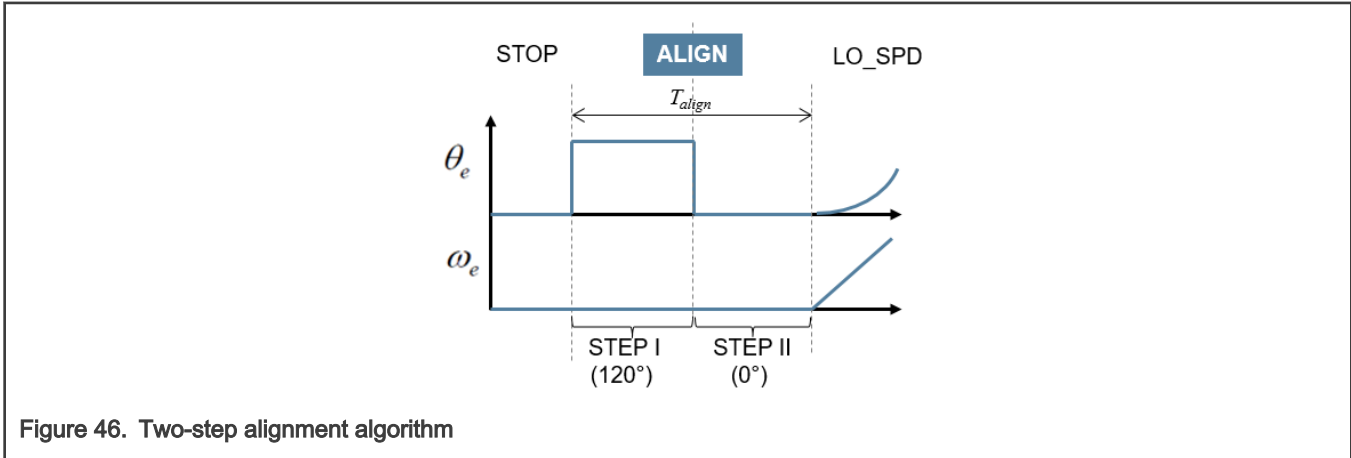 STOP
ALIGN
LO_SPD
T_align
θ_e
ω_e
STEP I
(120°)
STEP II
(0°)
Figure 46. Two-step alignment algorithm